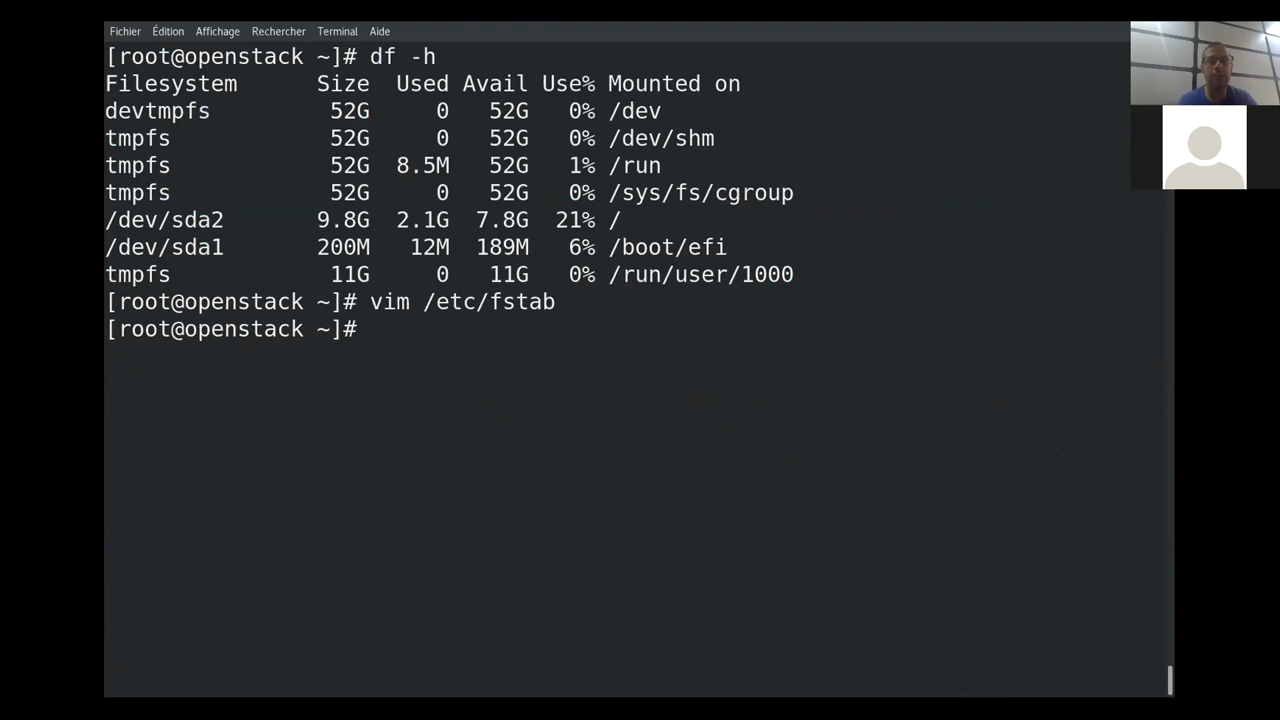 Fichier Édition Affichage Rechercher Terminal Aide
[root@openstack ~]# df -h
Filesystem Size Used Avail Use% Mounted on
devtmpfs 52G 0 52G 0% /dev
tmpfs 52G 0 52G 0% /dev/shm
tmpfs 52G 8.5M 52G 1% /run
tmpfs 52G 0 52G 0% /sys/fs/cgroup
/dev/sda2 9.8G 2.1G 7.8G 21% /
/dev/sda1 200M 12M 189M 6% /boot/efi
tmpfs 11G 0 11G 0% /run/user/1000
[root@openstack ~]# vim /etc/fstab
[root@openstack ~]#